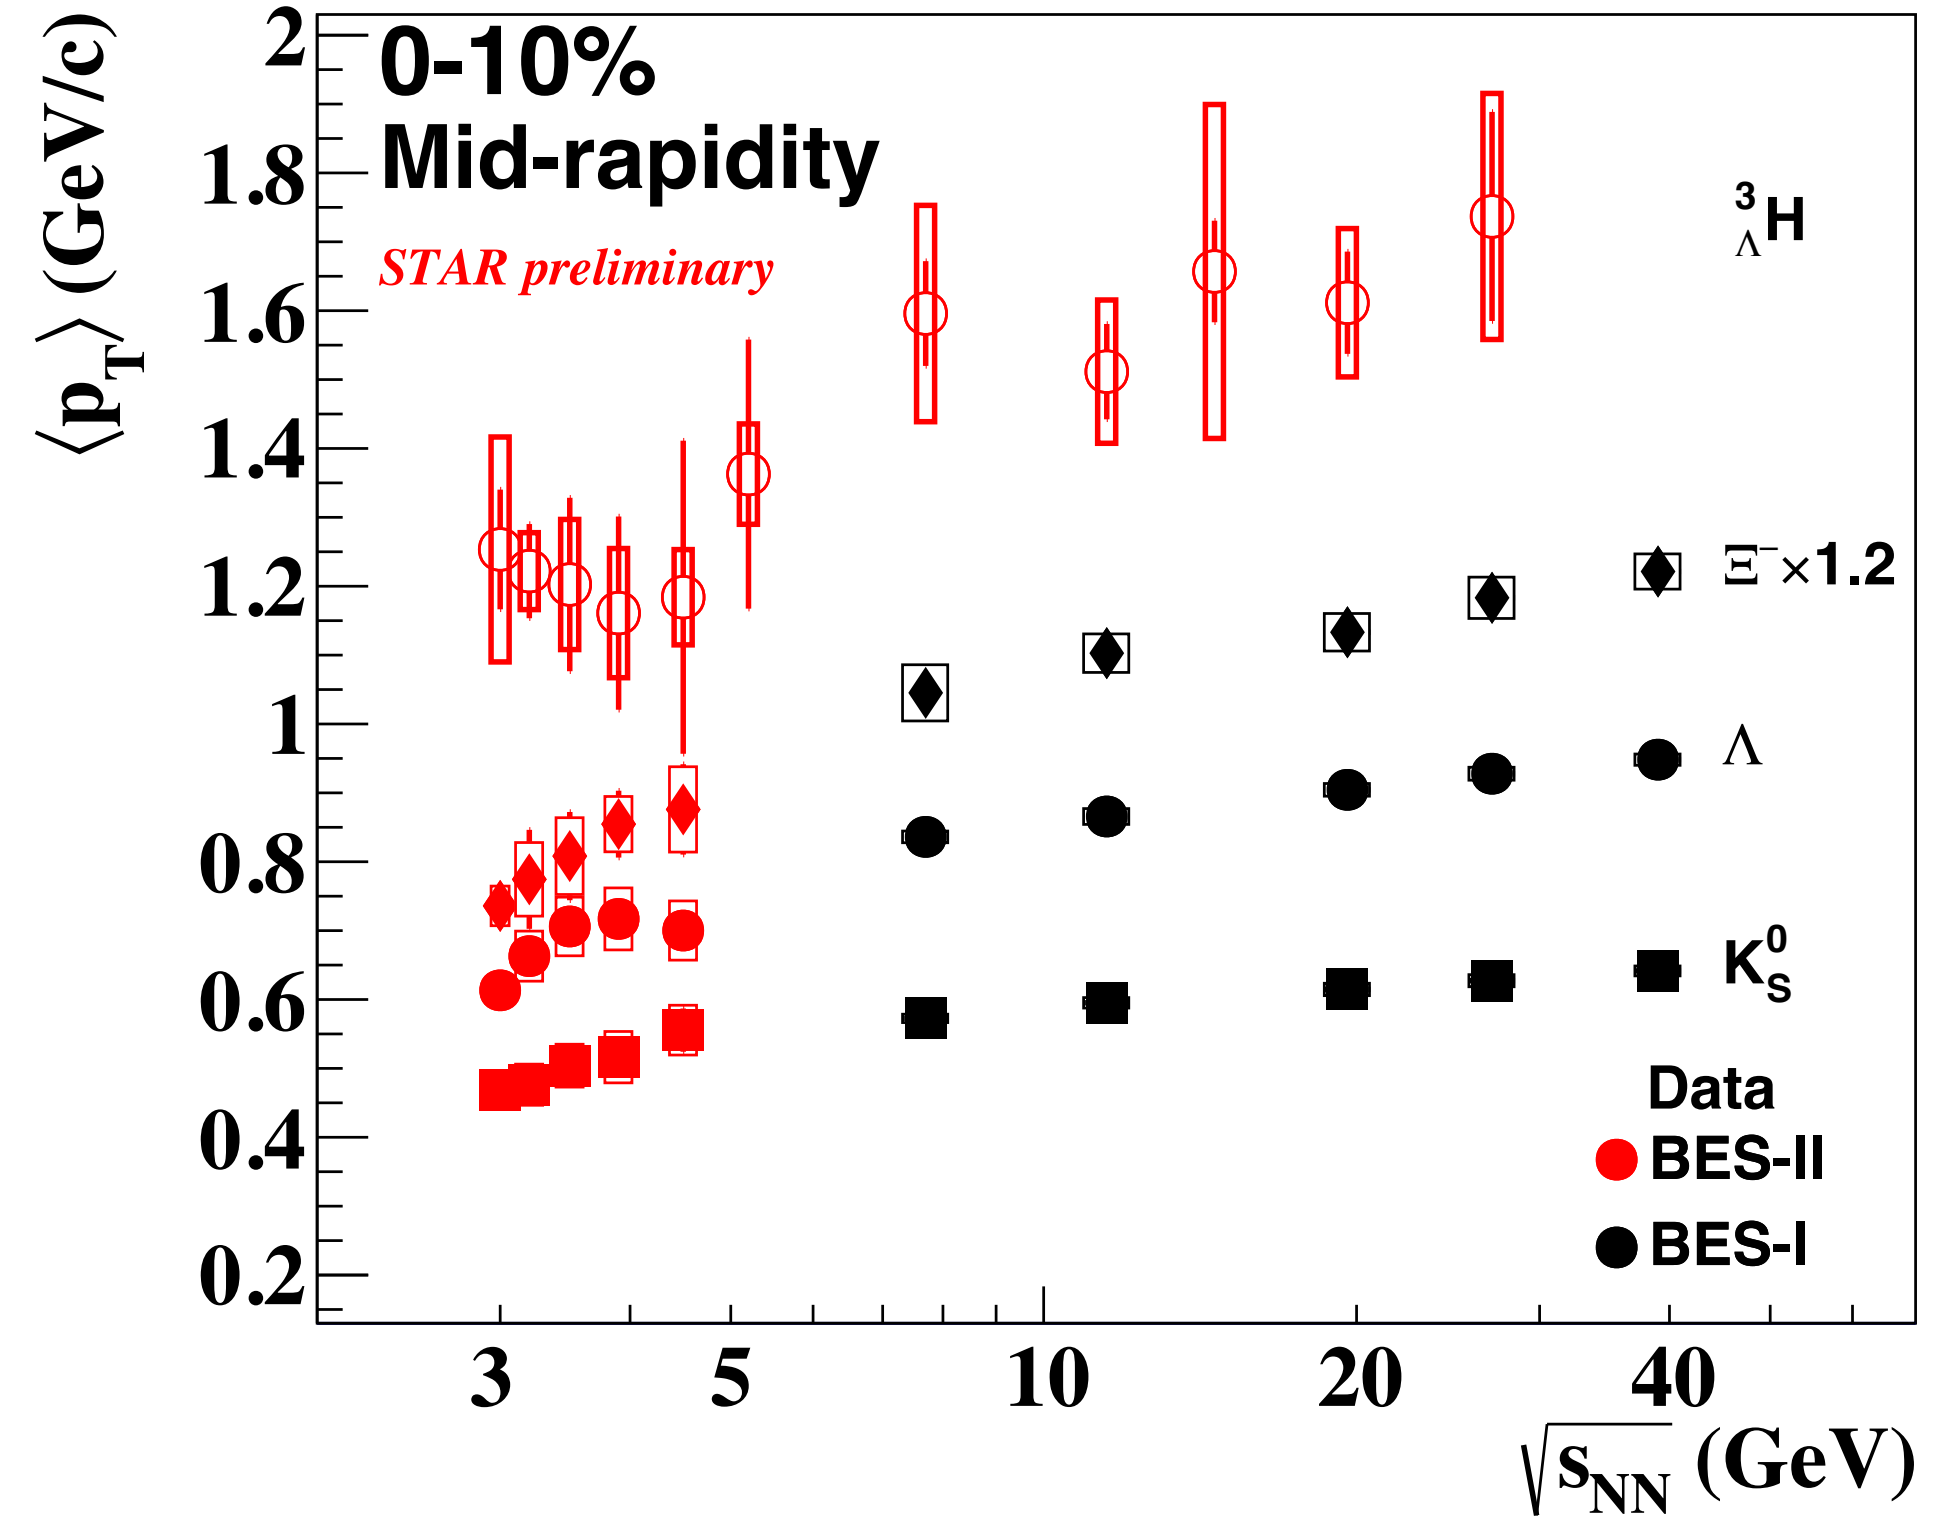 ⟨p_T⟩ (GeV/c)
2
1.8
1.6
1.4
1.2
1
0.8
0.6
0.4
0.2
0-10%
Mid-rapidity
STAR preliminary
³_ΛH
Ξ⁻×1.2
Λ
K⁰_S
Data
BES-II
BES-I
3 5 10 20 40
√s_NN (GeV)